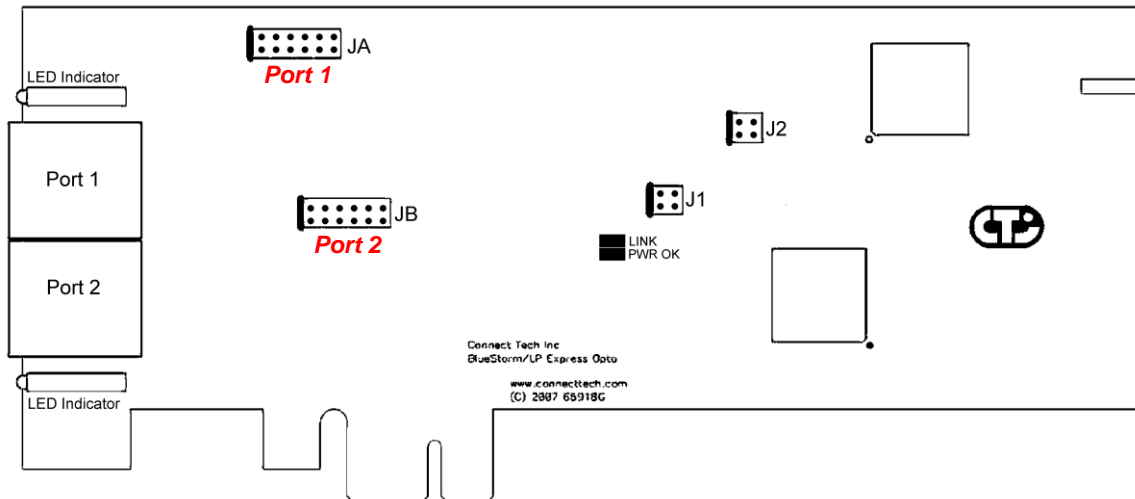 JA
Port 1
LED Indicator
J2
Port 1
J1
JB
Port 2
LINK
PWR OK
Port 2
Connect Tech Inc
BlueStorm/LP Express Opto
www.connecttech.com
(C) 2007 65918G
LED Indicator